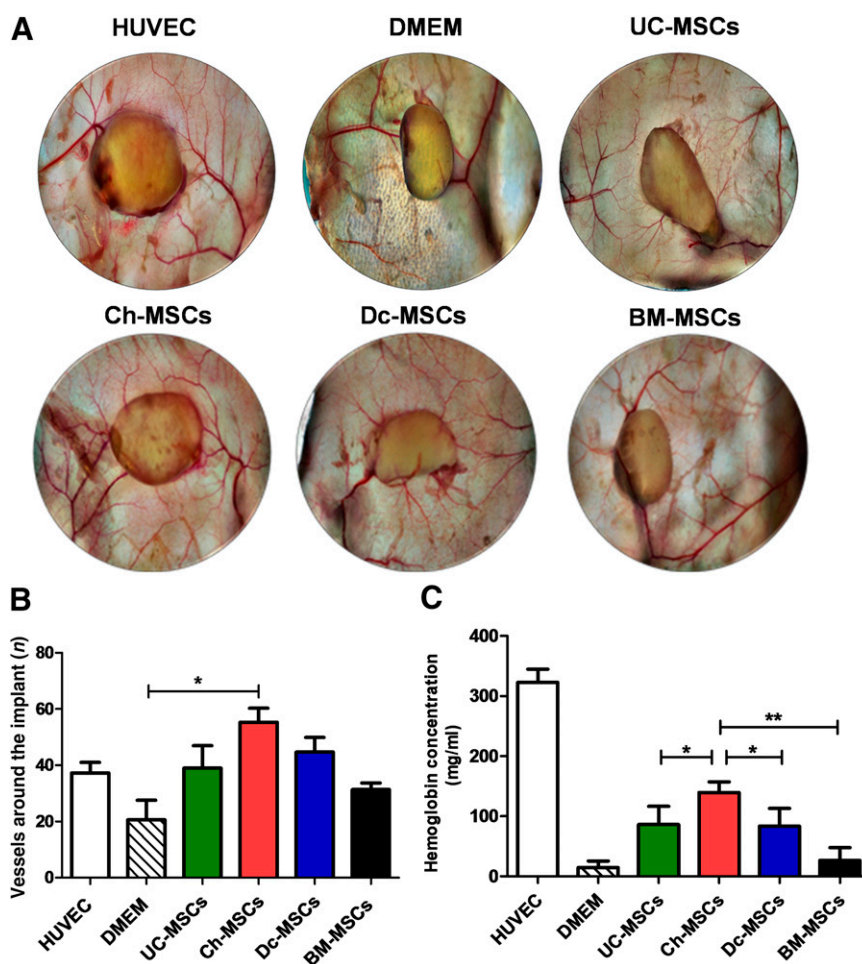 A
HUVEC DMEM UC-MSCs
Ch-MSCs Dc-MSCs BM-MSCs
B
Vessels around the implant (n)
80
60
40
20
0
*
HUVEC
DMEM
UC-MSCs
Ch-MSCs
Dc-MSCs
BM-MSCs
C
Hemoglobin concentration
(mg/ml)
400
300
200
100
0
**
* *
HUVEC
DMEM
UC-MSCs
Ch-MSCs
Dc-MSCs
BM-MSCs